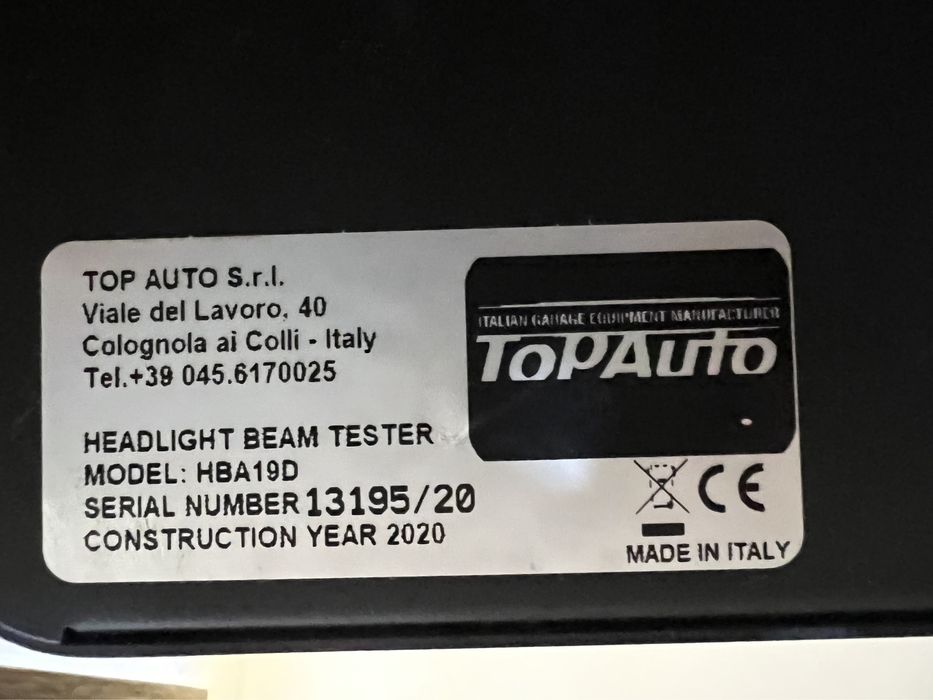 TOP AUTO S.r.l.
Viale del Lavoro, 40
Colognola ai Colli - Italy
Tel.+39 045.6170025
ITALIAN GARAGE EQUIPMENT MANUFACTURER
TopAuto
HEADLIGHT BEAM TESTER
MODEL: HBA19D
SERIAL NUMBER 13195/20
CONSTRUCTION YEAR 2020
CE
MADE IN ITALY